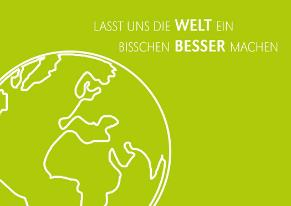 LASST UNS DIE WELT EIN
BISSCHEN BESSER MACHEN